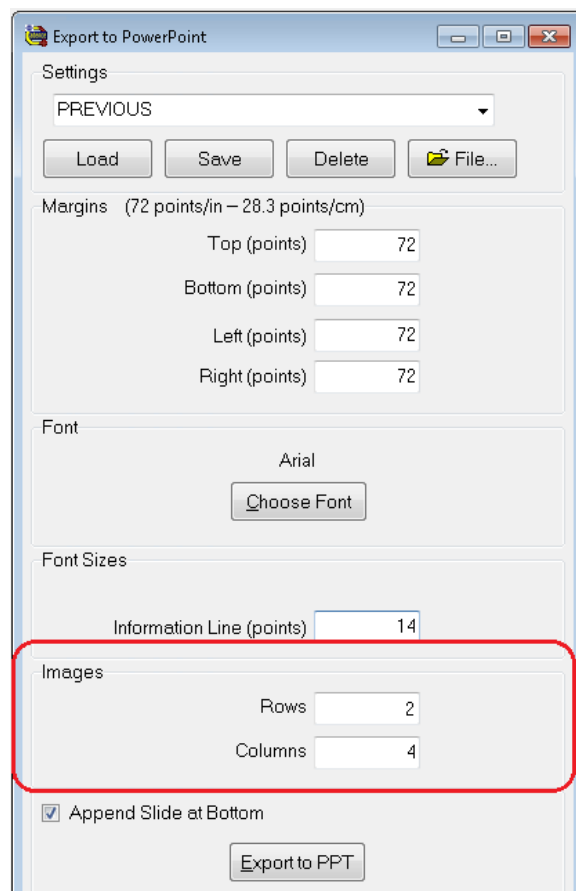 Export to PowerPoint
Settings
PREVIOUS
Load Save Delete File...
Margins (72 points/in – 28.3 points/cm)
Top (points) 72
Bottom (points) 72
Left (points) 72
Right (points) 72
Font
Arial
Choose Font
Font Sizes
Information Line (points) 14
Images
Rows 2
Columns 4
Append Slide at Bottom
Export to PPT